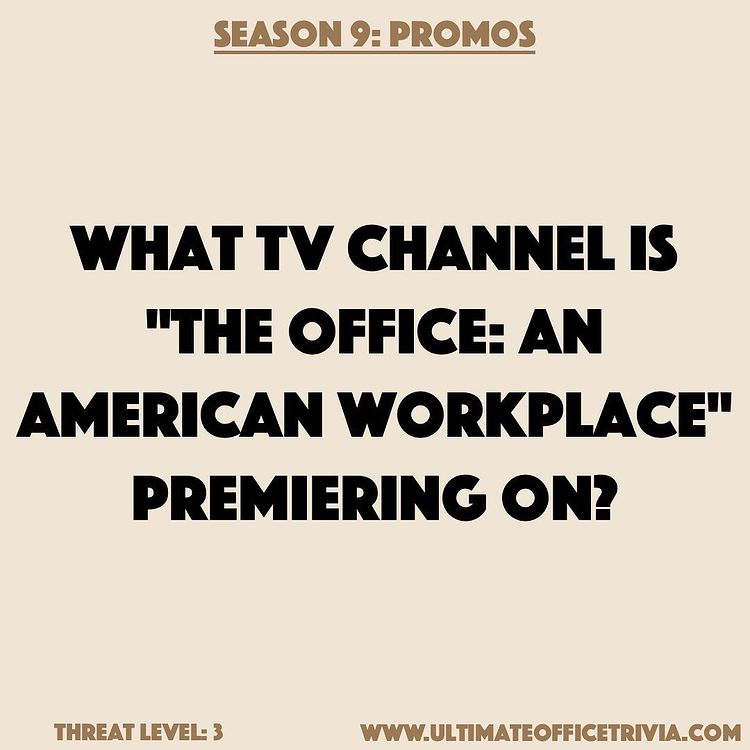 SEASON 9: PROMOS
WHAT TV CHANNEL IS
"THE OFFICE: AN
AMERICAN WORKPLACE"
PREMIERING ON?
THREAT LEVEL: 3
WWW.ULTIMATEOFFICETRIVIA.COM